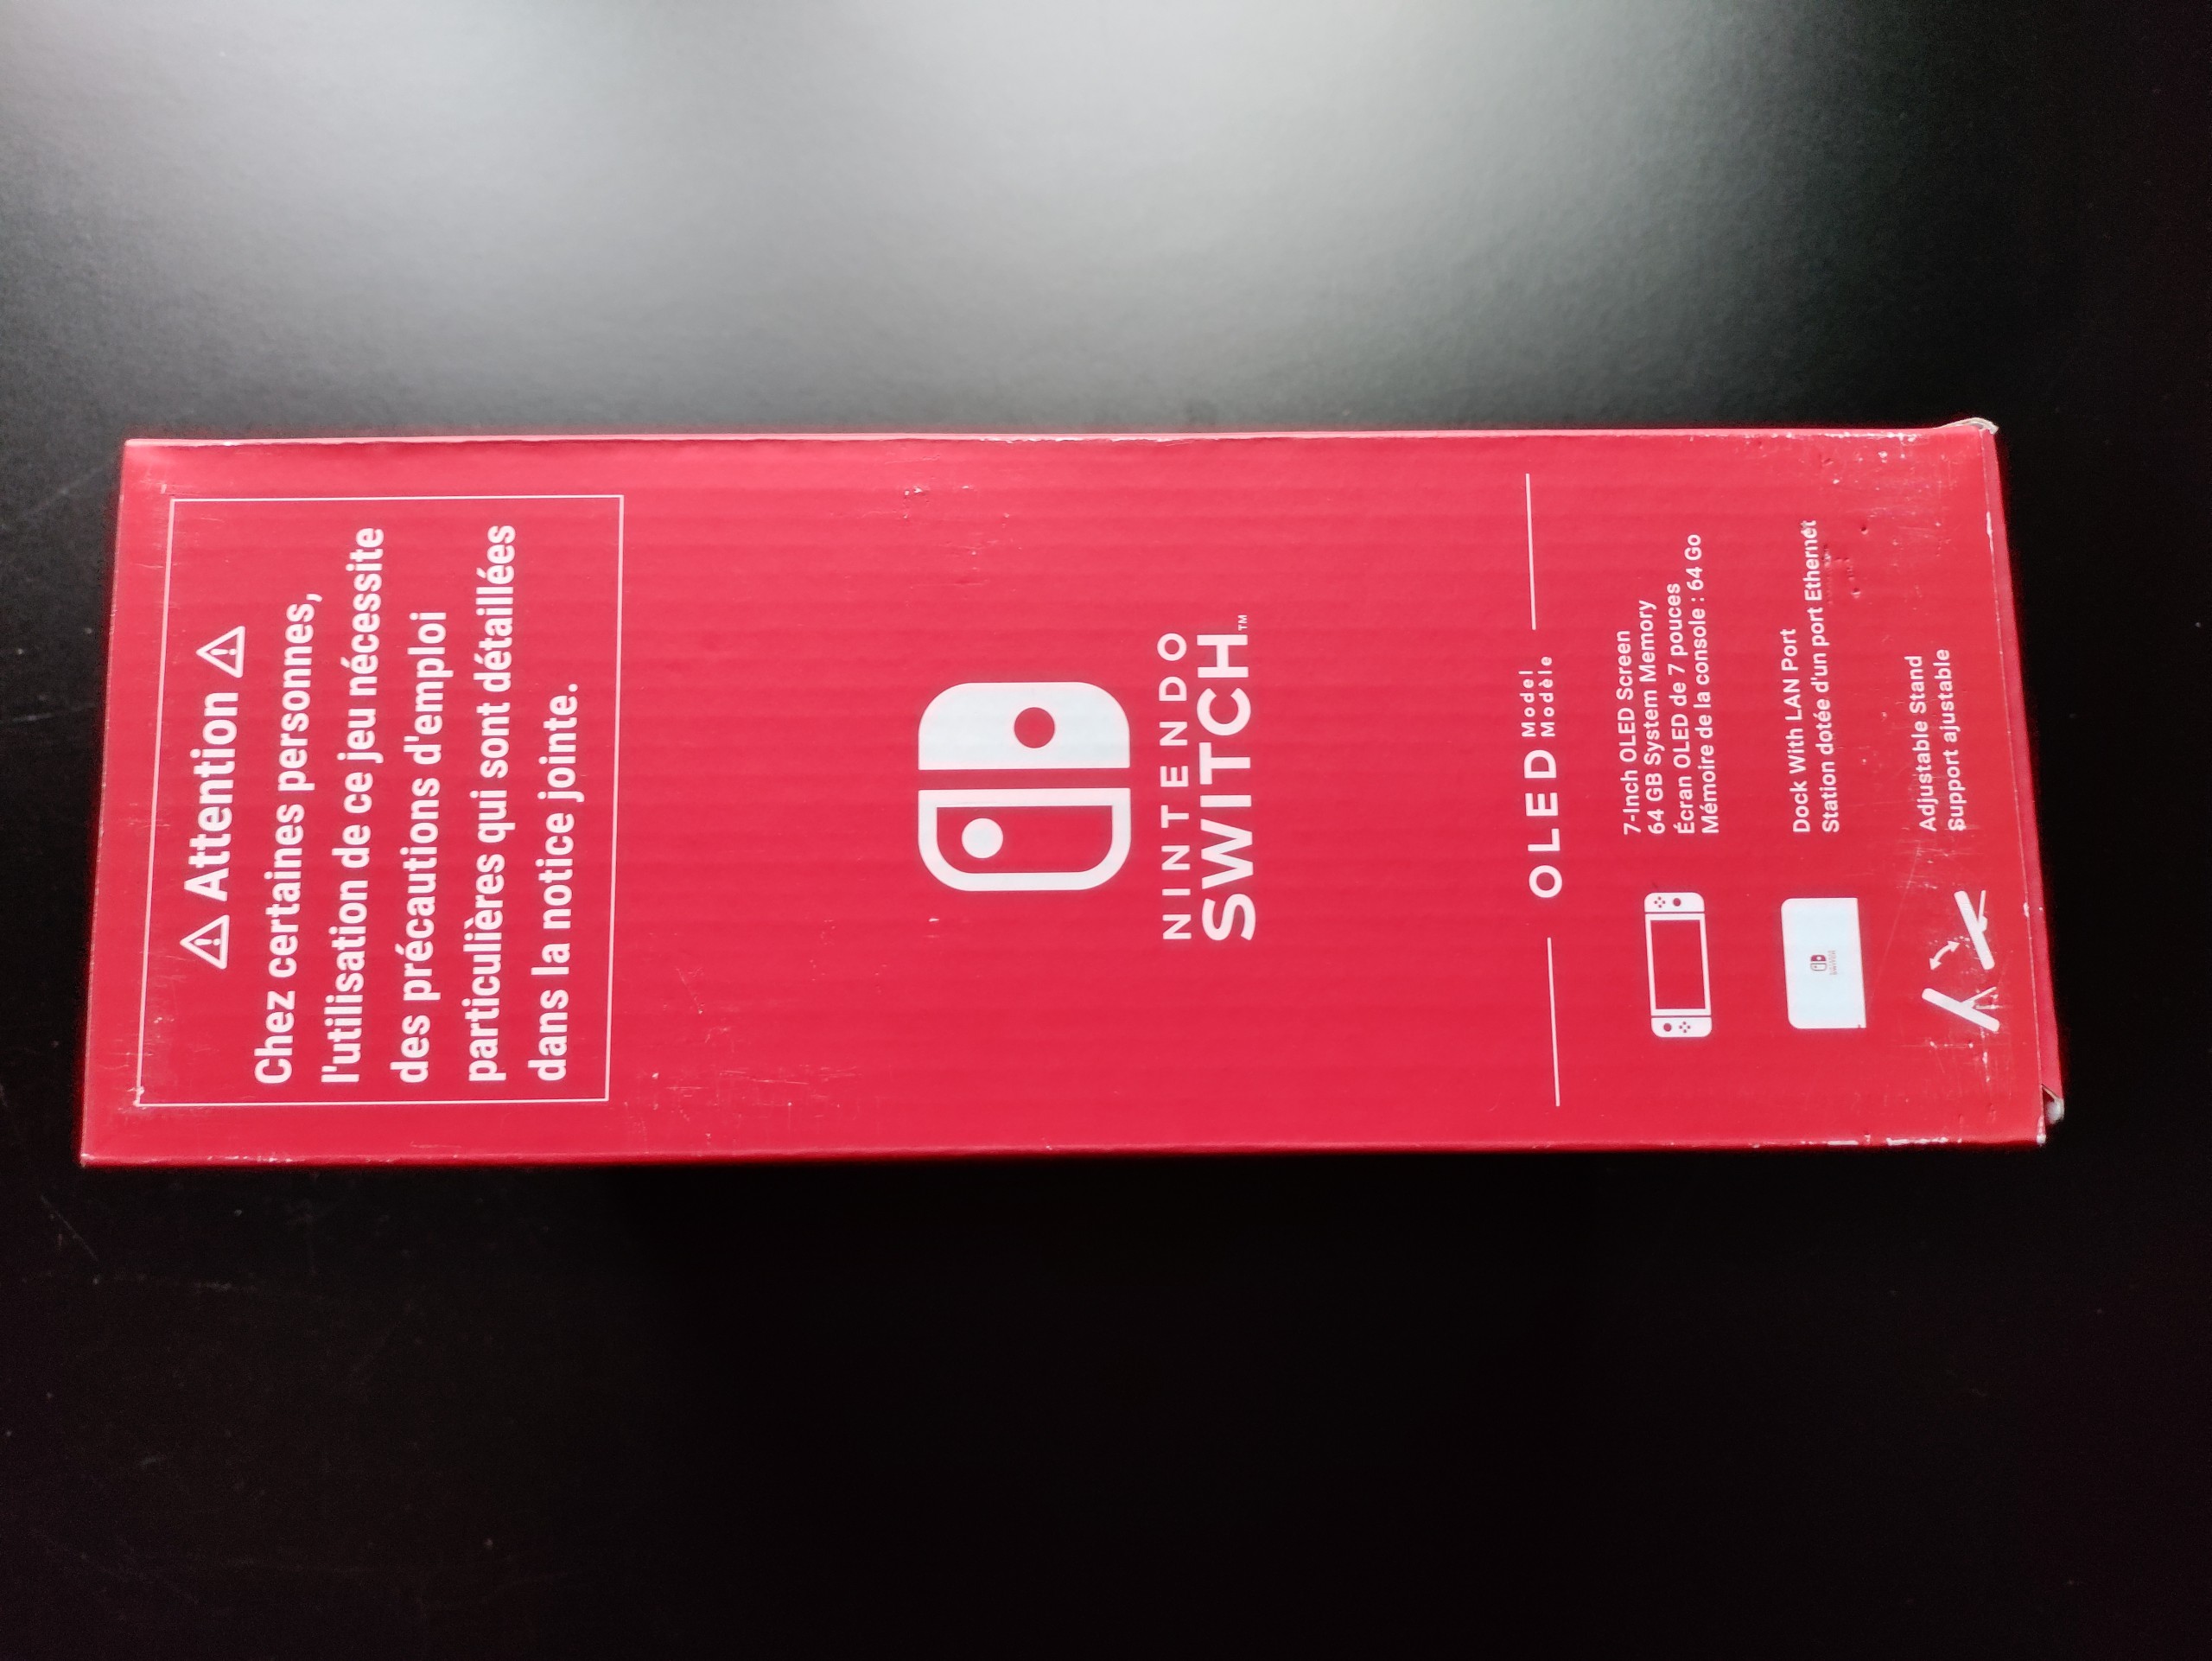 ⚠ Attention ⚠
Chez certaines personnes,
l'utilisation de ce jeu nécessite
des précautions d'emploi
particulières qui sont détaillées
dans la notice jointe.
NINTENDO
SWITCH™
OLED Model
Modèle
7-Inch OLED Screen
64 GB System Memory
Écran OLED de 7 pouces
Mémoire de la console : 64 Go
Dock With LAN Port
Station dotée d'un port Ethernet
Adjustable Stand
Support ajustable